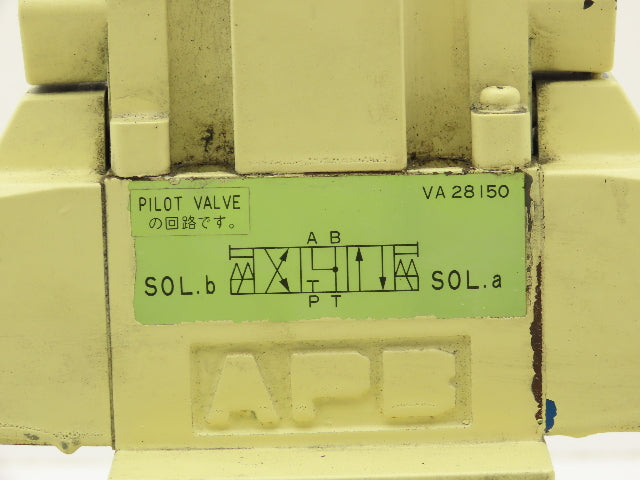 PILOT VALVE
の回路です。
VA 28150
A B
SOL.b
T
SOL.a
P T
APB